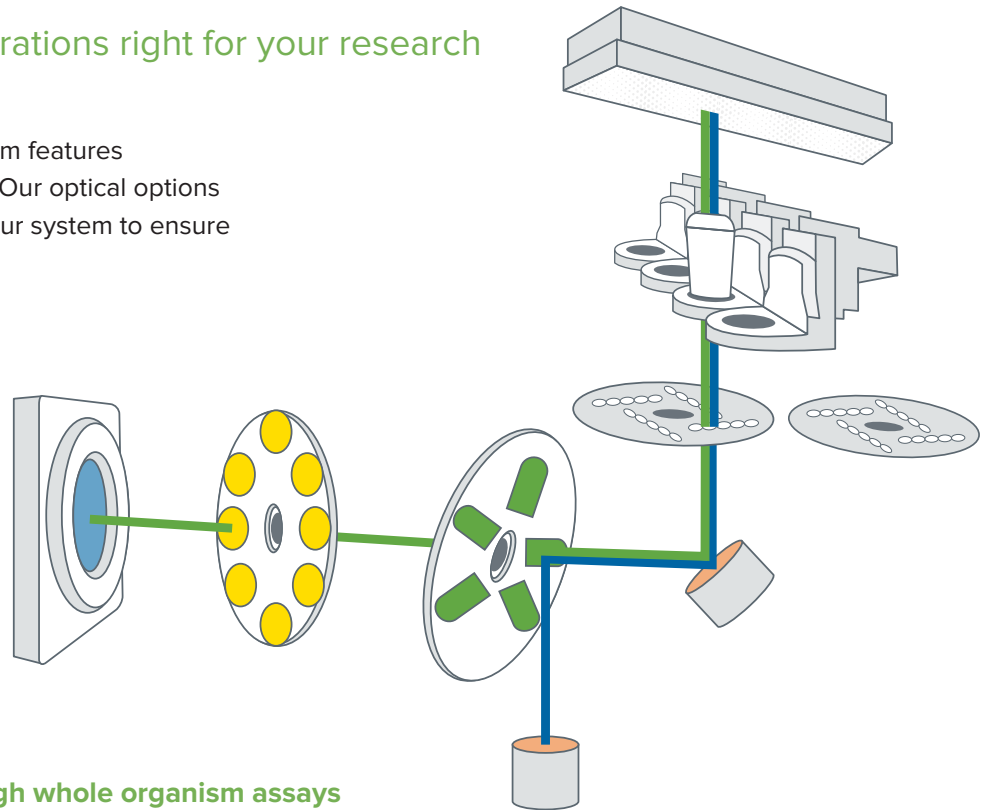 rations right for your research
m features
Our optical options
ur system to ensure
gh whole organism assays